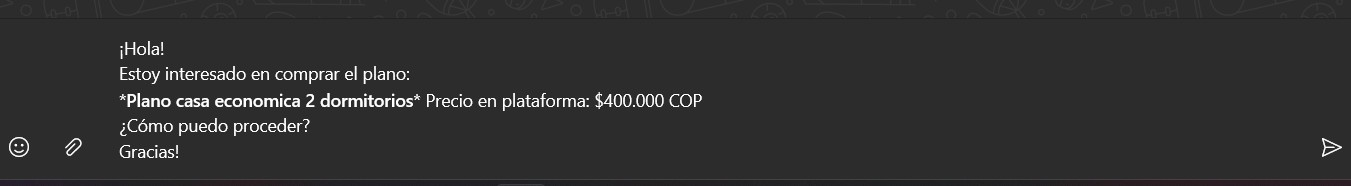 ¡Hola!
Estoy interesado en comprar el plano:
*Plano casa economica 2 dormitorios* Precio en plataforma: $400.000 COP
¿Cómo puedo proceder?
Gracias!